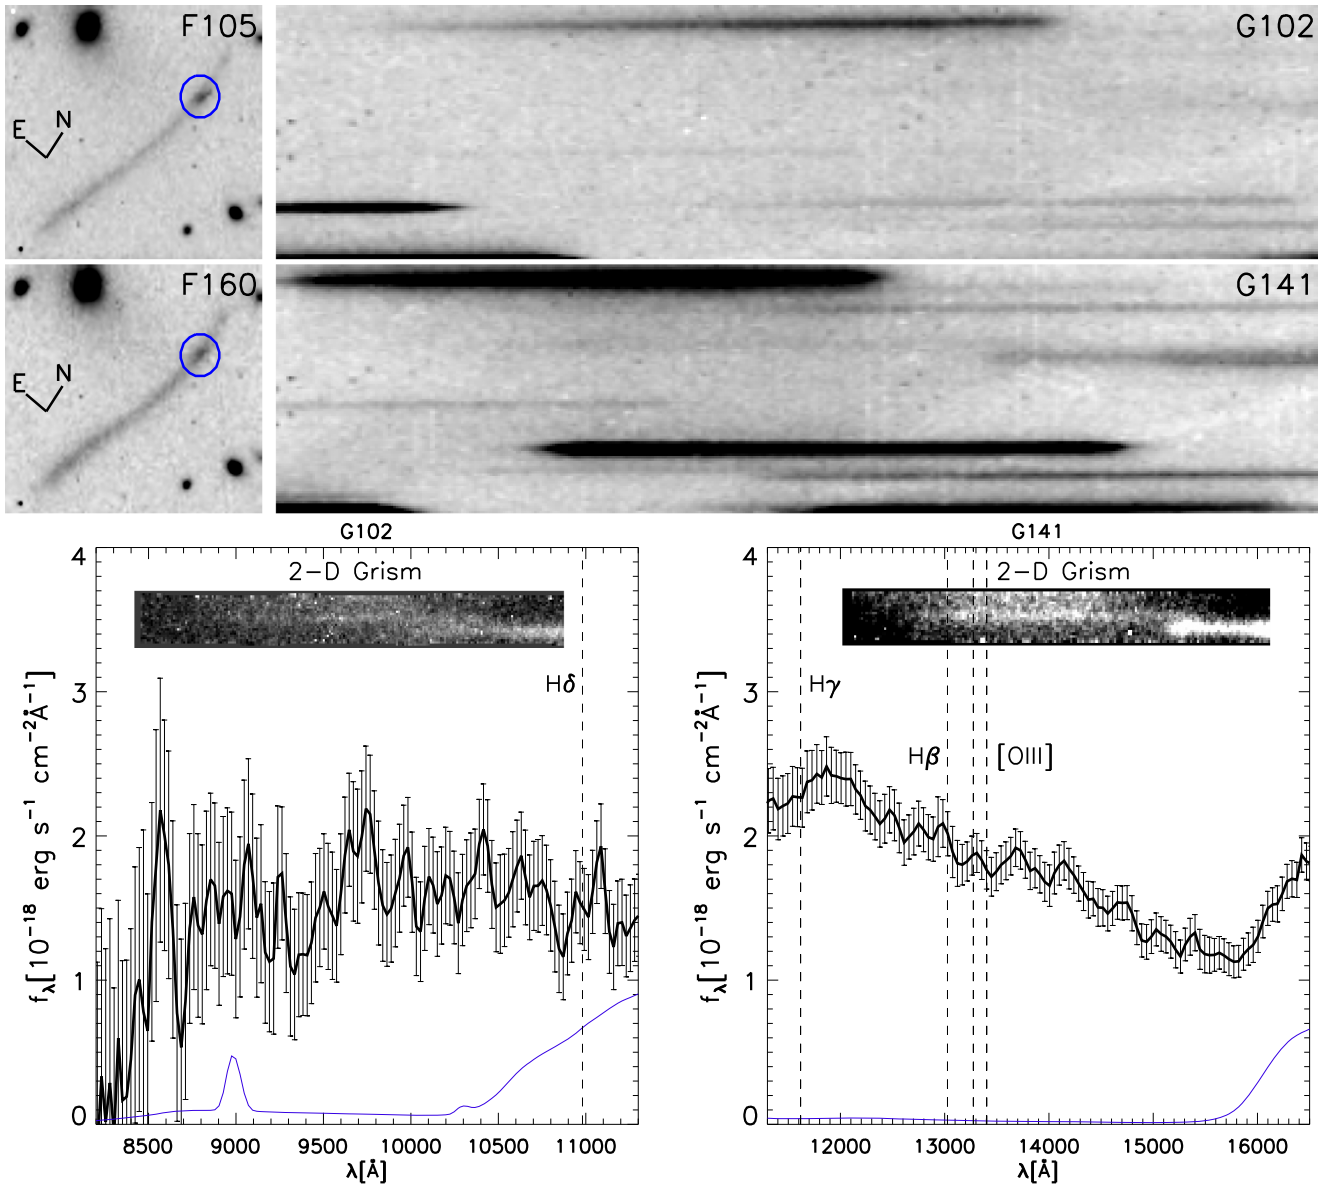 F105
E
N
G102
F160
E
N
G141
G102
4
3
2
1
0
2-D Grism
Hδ
f_λ[10⁻¹⁸ erg s⁻¹ cm⁻²Å⁻¹]
8500 9000 9500 10000 10500 11000
λ[Å]
G141
4
3
2
1
0
2-D Grism
Hγ
Hβ
[OIII]
f_λ[10⁻¹⁸ erg s⁻¹ cm⁻²Å⁻¹]
12000 13000 14000 15000 16000
λ[Å]